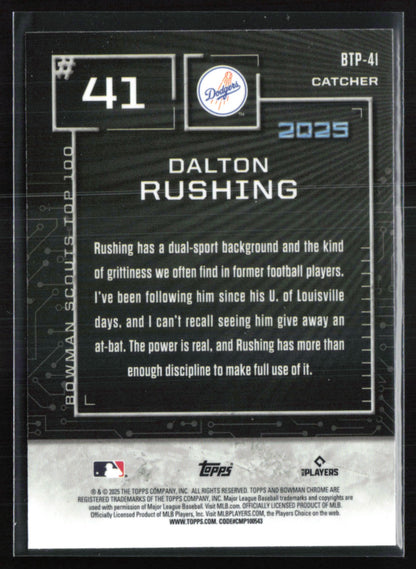 # 41
Dodgers
TM
BTP-41
CATCHER
2025
DALTON
RUSHING
BOWMAN SCOUTS TOP 100
Rushing has a dual-sport background and the kind
of grittiness we often find in former football players.
I've been following him since his U. of Louisville
days, and I can't recall seeing him give away an
at-bat. The power is real, and Rushing has more than
enough discipline to make full use of it.
topps
PLAYERS
® & © 2025 THE TOPPS COMPANY, INC. ALL RIGHTS RESERVED. TOPPS AND BOWMAN CHROME ARE
REGISTERED TRADEMARKS OF THE TOPPS COMPANY, INC. Major League Baseball trademarks and copyrights are
used with permission of Major League Baseball. Visit MLB.com. OFFICIALLY LICENSED PRODUCT OF MLB.
Officially Licensed Product of MLB Players, Inc. Visit MLBPLAYERS.COM, the Players Choice on the web.
WWW.TOPPS.COM CODE#CMP100543